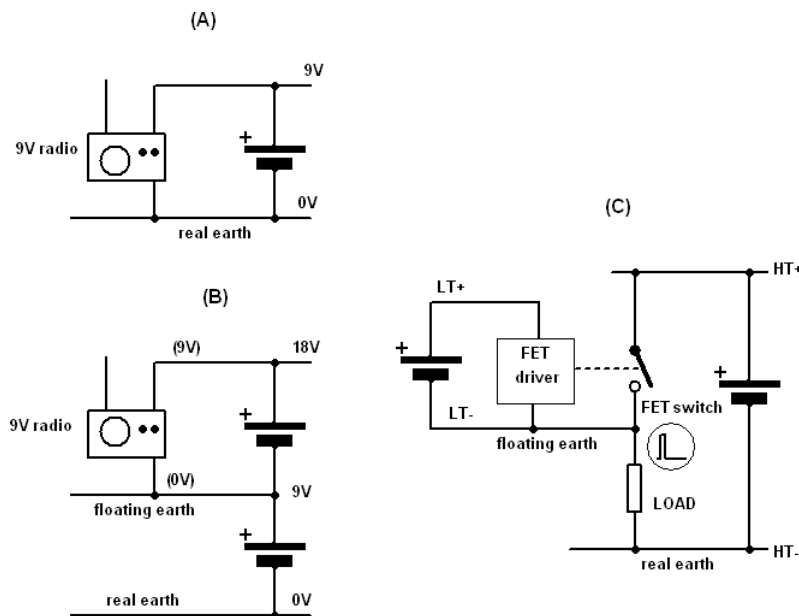 (A)
9V
+
9V radio
0V
real earth
(B)
(9V)
18V
+
9V radio
(0V)
9V
floating earth
+
real earth
0V
(C)
HT+
LT+
+
FET
driver
+
LT-
FET switch
floating earth
LOAD
HT-
real earth